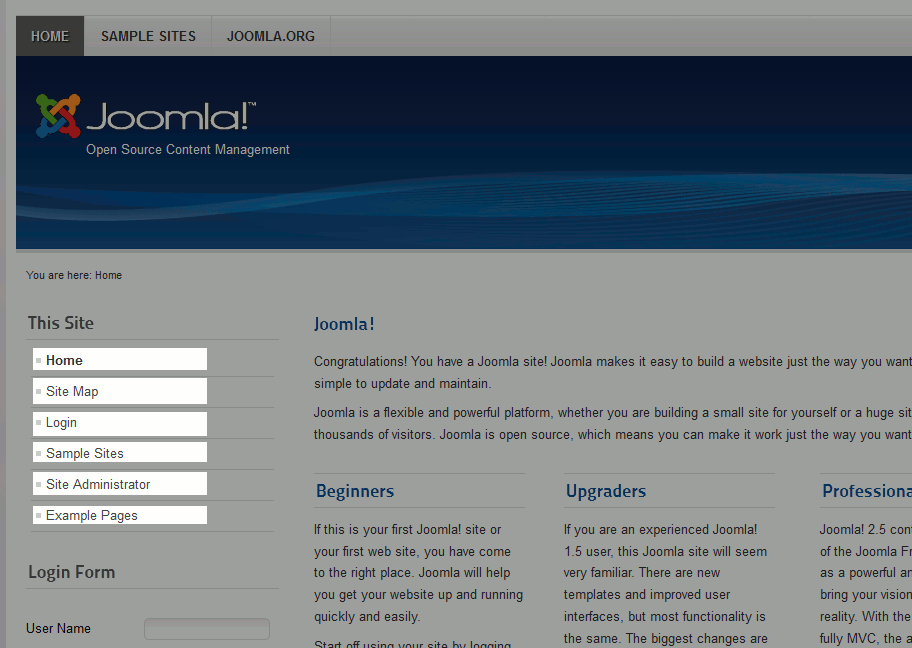 HOME SAMPLE SITES JOOMLA.ORG
Joomla!™
Open Source Content Management
You are here: Home
This Site
Home
Site Map
Login
Sample Sites
Site Administrator
Example Pages
Login Form
User Name
Joomla!
Congratulations! You have a Joomla site! Joomla makes it easy to build a website just the way you want
simple to update and maintain.
Joomla is a flexible and powerful platform, whether you are building a small site for yourself or a huge sit
thousands of visitors. Joomla is open source, which means you can make it work just the way you want
Beginners
If this is your first Joomla! site or
your first web site, you have come
to the right place. Joomla will help
you get your website up and running
quickly and easily.
Start off using your site by logging
Upgraders
If you are an experienced Joomla!
1.5 user, this Joomla site will seem
very familiar. There are new
templates and improved user
interfaces, but most functionality is
the same. The biggest changes are
Professiona
Joomla! 2.5 con
of the Joomla Fr
as a powerful an
bring your vision
reality. With the
fully MVC, the a